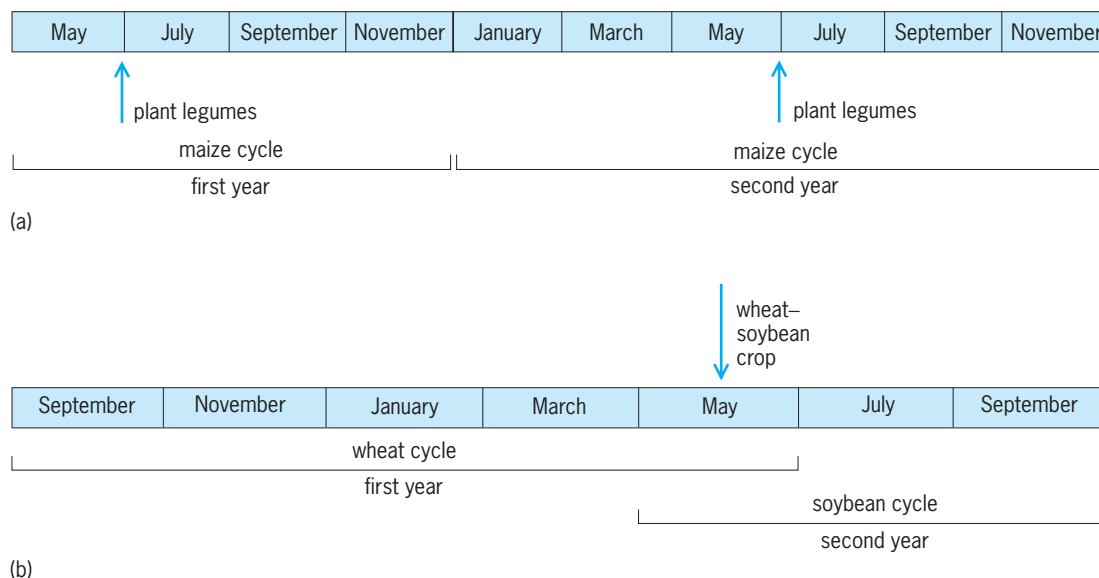 May July September November January March May July September November
plant legumes plant legumes
maize cycle maize cycle
first year second year
(a)
wheat–
soybean
crop
September November January March May July September
wheat cycle
first year
soybean cycle
second year
(b)